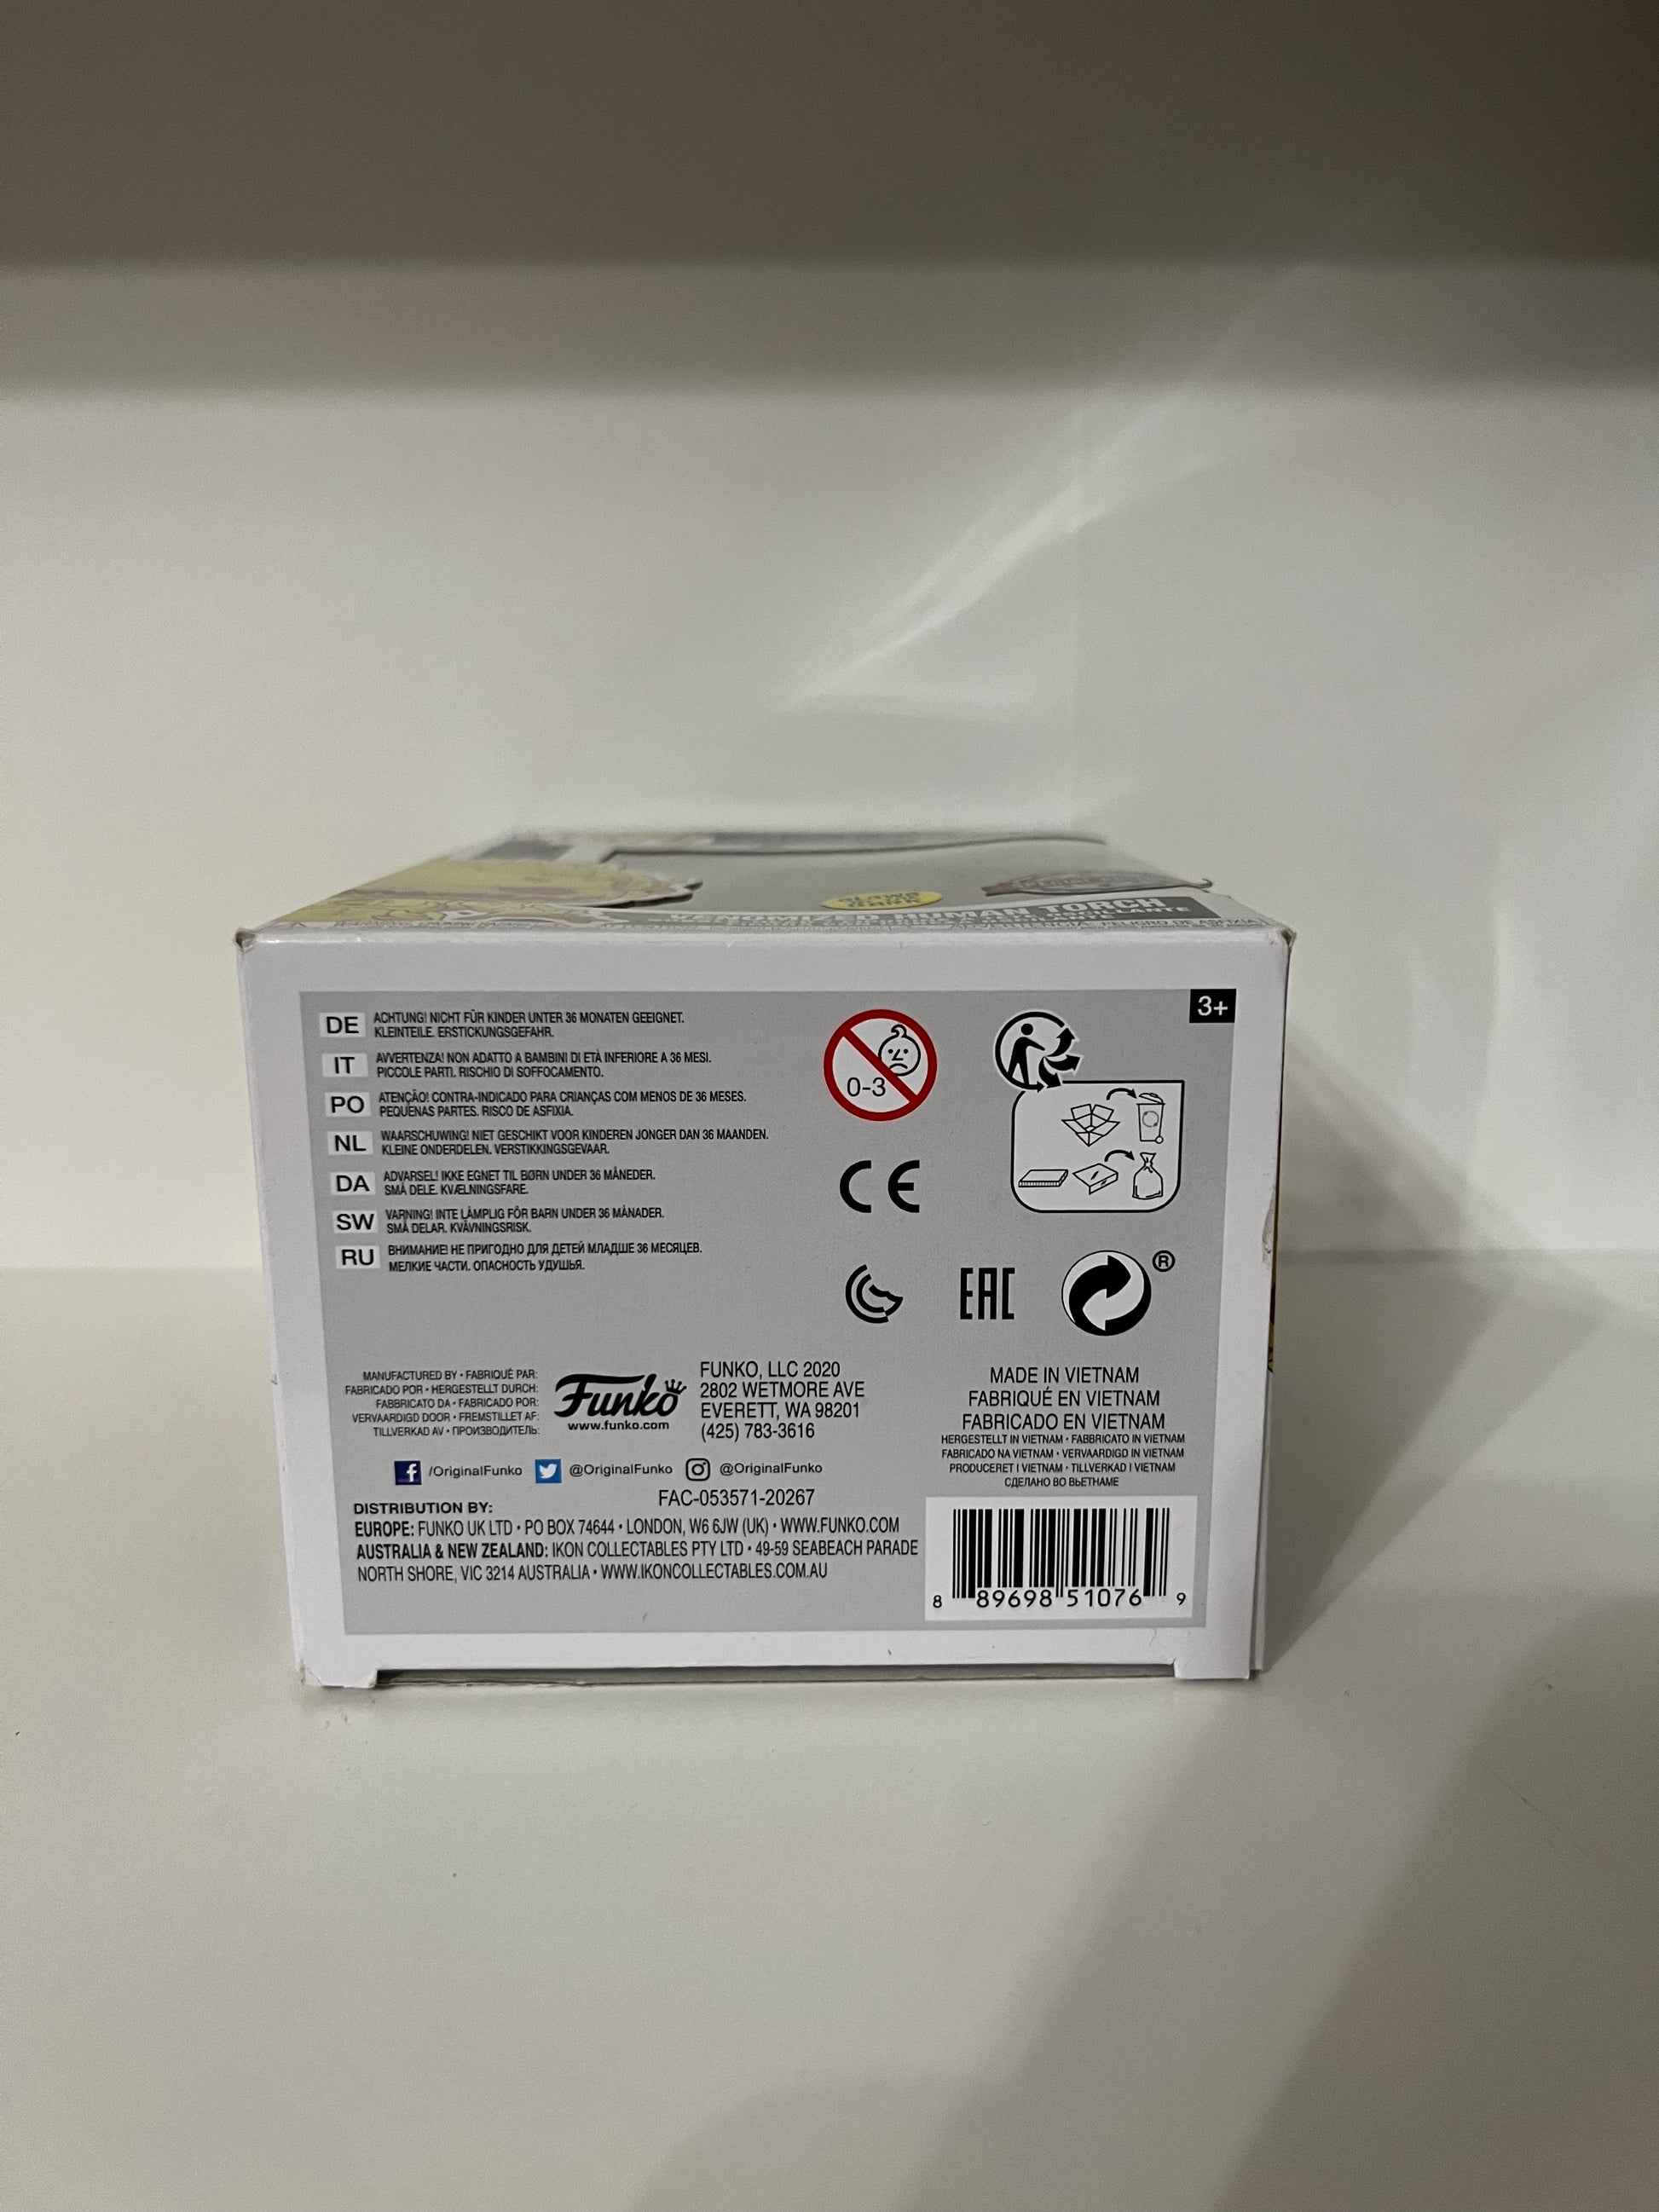 VENOMIZED HUMAN TORCH
3+
DE ACHTUNG! NICHT FÜR KINDER UNTER 36 MONATEN GEEIGNET.
KLEINTEILE. ERSTICKUNGSGEFAHR.
IT AVVERTENZA! NON ADATTO A BAMBINI DI ETÀ INFERIORE A 36 MESI.
PICCOLE PARTI. RISCHIO DI SOFFOCAMENTO.
PO ATENÇÃO! CONTRA-INDICADO PARA CRIANÇAS COM MENOS DE 36 MESES.
PEQUENAS PARTES. RISCO DE ASFIXIA.
NL WAARSCHUWING! NIET GESCHIKT VOOR KINDEREN JONGER DAN 36 MAANDEN.
KLEINE ONDERDELEN. VERSTIKKINGSGEVAAR.
DA ADVARSEL! IKKE EGNET TIL BØRN UNDER 36 MÅNEDER.
SMÅ DELE. KVÆLNINGSFARE.
SW VARNING! INTE LÄMPLIG FÖR BARN UNDER 36 MÅNADER.
SMÅ DELAR. KVÄVNINGSRISK.
RU ВНИМАНИЕ! НЕ ПРИГОДНО ДЛЯ ДЕТЕЙ МЛАДШЕ 36 МЕСЯЦЕВ.
МЕЛКИЕ ЧАСТИ. ОПАСНОСТЬ УДУШЬЯ.
0-3
CE
EAC
®
MANUFACTURED BY • FABRIQUÉ PAR:
FABRICADO POR • HERGESTELLT DURCH:
FABBRICATO DA • FABRICADO POR:
VERVAARDIGD DOOR • FREMSTILLET AF:
TILLVERKAD AV • ПРОИЗВОДИТЕЛЬ:
Funko
www.funko.com
FUNKO, LLC 2020
2802 WETMORE AVE
EVERETT, WA 98201
(425) 783-3616
MADE IN VIETNAM
FABRIQUÉ EN VIETNAM
FABRICADO EN VIETNAM
HERGESTELLT IN VIETNAM • FABBRICATO IN VIETNAM
FABRICADO NA VIETNAM • VERVAARDIGD IN VIETNAM
PRODUCERET I VIETNAM • TILLVERKAD I VIETNAM
СДЕЛАНО ВО ВЬЕТНАМЕ
/OriginalFunko @OriginalFunko @OriginalFunko
FAC-053571-20267
DISTRIBUTION BY:
EUROPE: FUNKO UK LTD • PO BOX 74644 • LONDON, W6 6JW (UK) • WWW.FUNKO.COM
AUSTRALIA & NEW ZEALAND: IKON COLLECTABLES PTY LTD • 49-59 SEABEACH PARADE
NORTH SHORE, VIC 3214 AUSTRALIA • WWW.IKONCOLLECTABLES.COM.AU
8 89698 51076 9